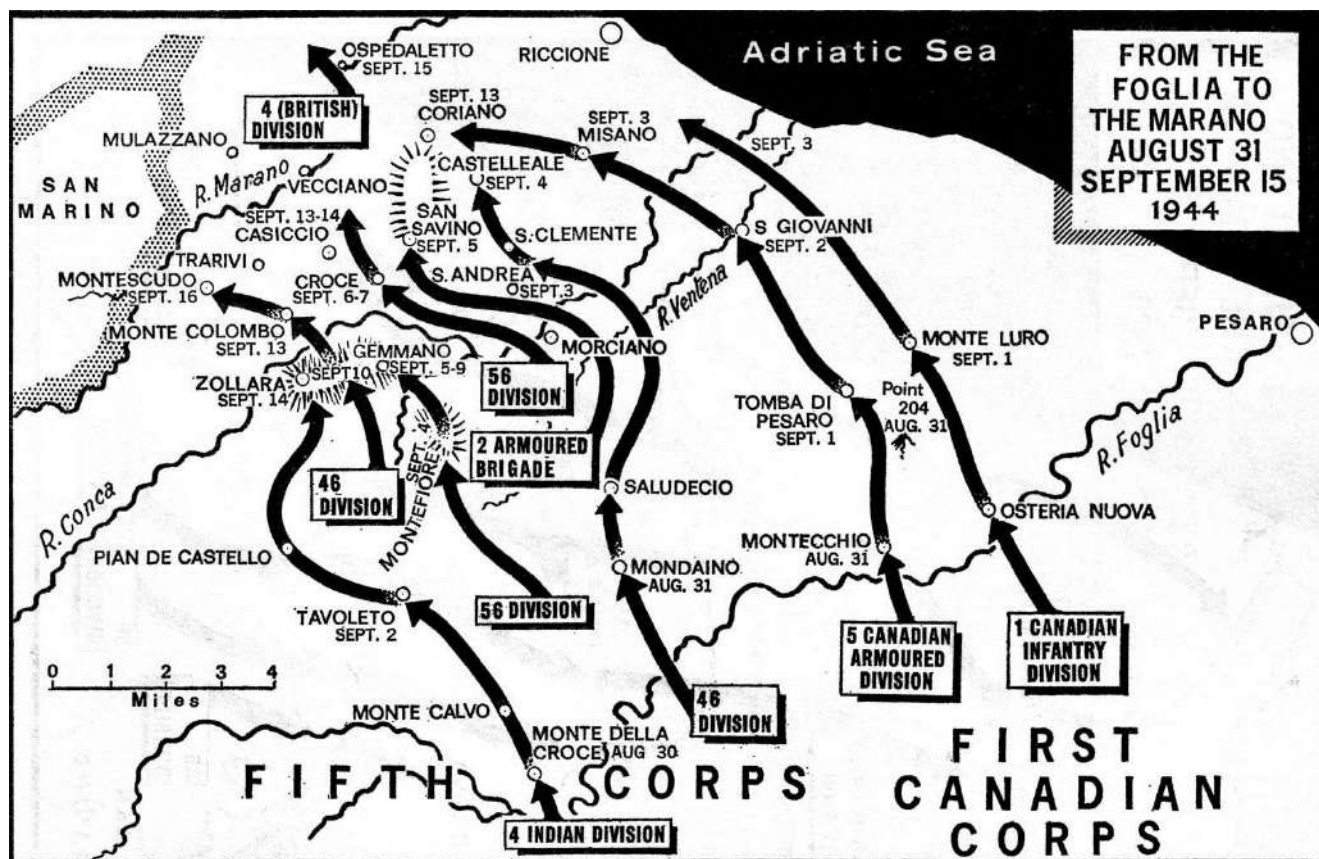 FROM THE
FOGLIA TO
THE MARANO
AUGUST 31
SEPTEMBER 15
1944
Adriatic Sea
RICCIONE
OSPEDALETTO
SEPT. 15
4 (BRITISH)
DIVISION
MULAZZANO
R. Marano
VECCIANO
SAN
MARINO
SEPT. 13
CORIANO
SEPT. 3
MISANO
SEPT. 3
CASTELLEALE
SEPT. 4
SEPT. 13-14
CASICCIO
SAN
SAVINO
SEPT. 5
S. CLEMENTE
S GIOVANNI
SEPT. 2
TRARIVI
MONTESCUDO
SEPT. 16
CROCE
SEPT. 6-7
S. ANDREA
SEPT. 3
R. Ventena
MONTE COLOMBO
SEPT. 13
MORCIANO
MONTE LURO
SEPT. 1
PESARO
GEMMANO
SEPT. 5-9
SEPT 10
ZOLLARA
SEPT. 14
56
DIVISION
TOMBA DI
PESARO
SEPT. 1
Point
204
AUG. 31
R. Foglia
2 ARMOURED
BRIGADE
46
DIVISION
MONTEFIORES
SEPT. 4
SALUDECIO
OSTERIA NUOVA
R. Conca
PIAN DE CASTELLO
MONTECCHIO
AUG. 31
MONDAINO
AUG. 31
56 DIVISION
TAVOLETO
SEPT. 2
5 CANADIAN
ARMOURED
DIVISION
1 CANADIAN
INFANTRY
DIVISION
0 1 2 3 4
Miles
46
DIVISION
MONTE CALVO
MONTE DELLA
CROCE AUG 30
FIFTH CORPS
4 INDIAN DIVISION
FIRST
CANADIAN
CORPS